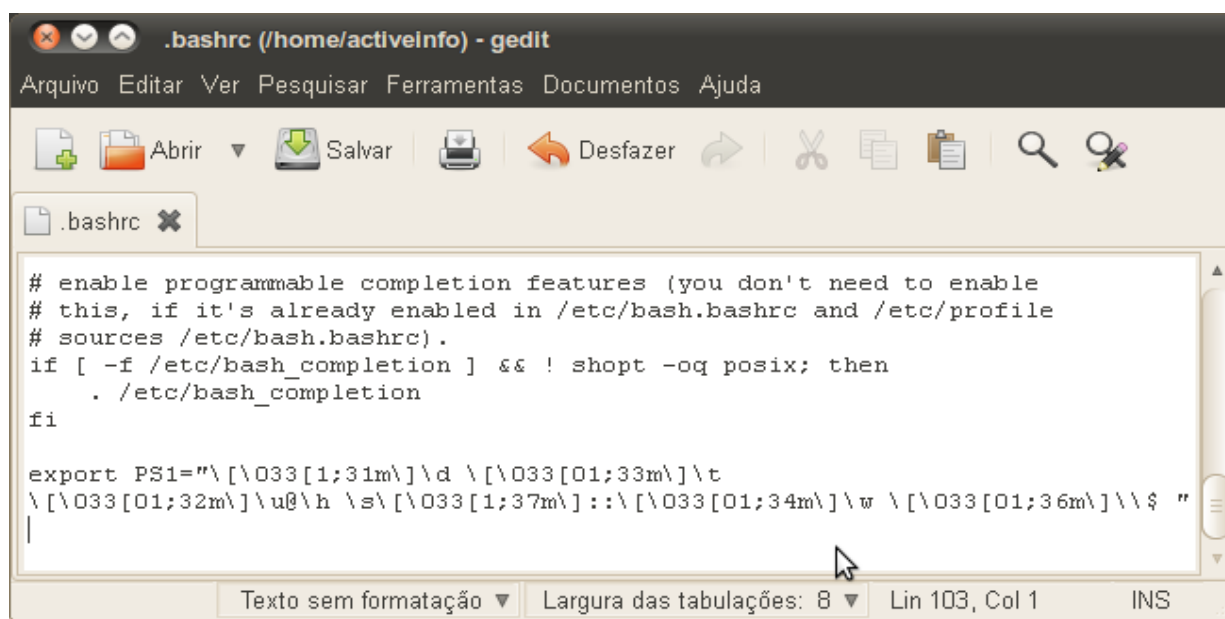 .bashrc (/home/activeinfo) - gedit
Arquivo Editar Ver Pesquisar Ferramentas Documentos Ajuda
Abrir Salvar Desfazer
.bashrc
# enable programmable completion features (you don't need to enable
# this, if it's already enabled in /etc/bash.bashrc and /etc/profile
# sources /etc/bash.bashrc).
if [ -f /etc/bash_completion ] && ! shopt -oq posix; then
    . /etc/bash_completion
fi
export PS1="\[\033[1;31m\]\d \[\033[01;33m\]\t
\[\033[01;32m\]\u@\h \s\[\033[1;37m\]::\[\033[01;34m\]\w \[\033[01;36m\]\\$ "
Texto sem formatação Largura das tabulações: 8 Lin 103, Col 1 INS